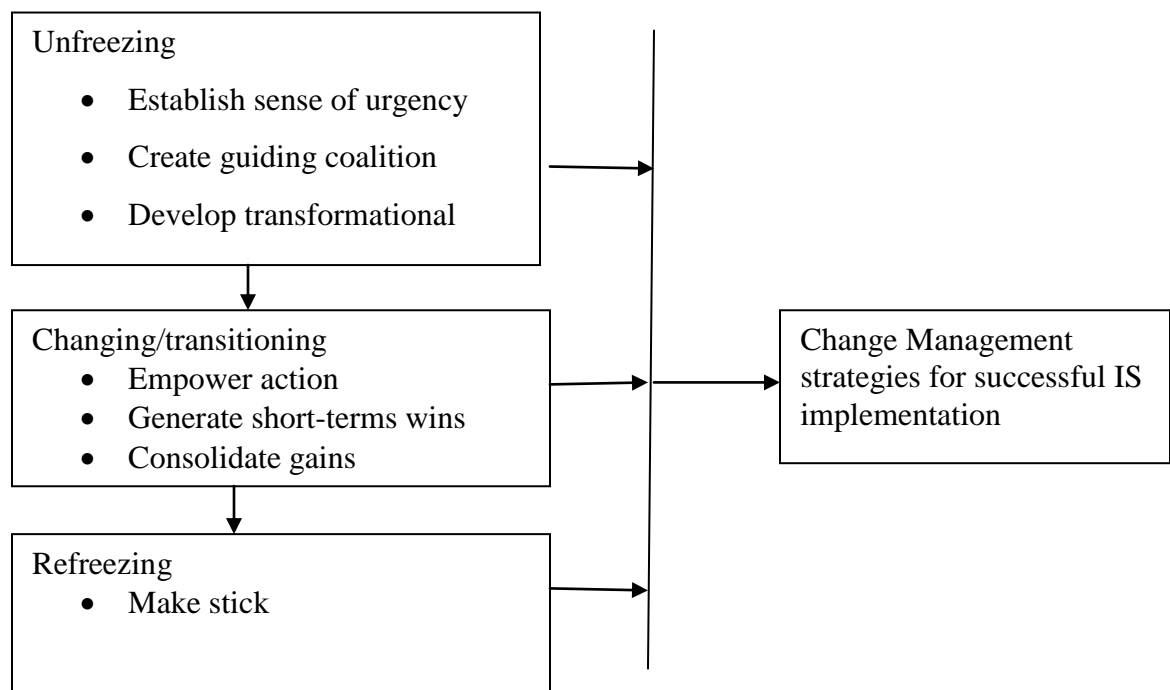 Unfreezing
• Establish sense of urgency
• Create guiding coalition
• Develop transformational
Changing/transitioning
• Empower action
• Generate short-terms wins
• Consolidate gains
Refreezing
• Make stick
Change Management
strategies for successful IS
implementation